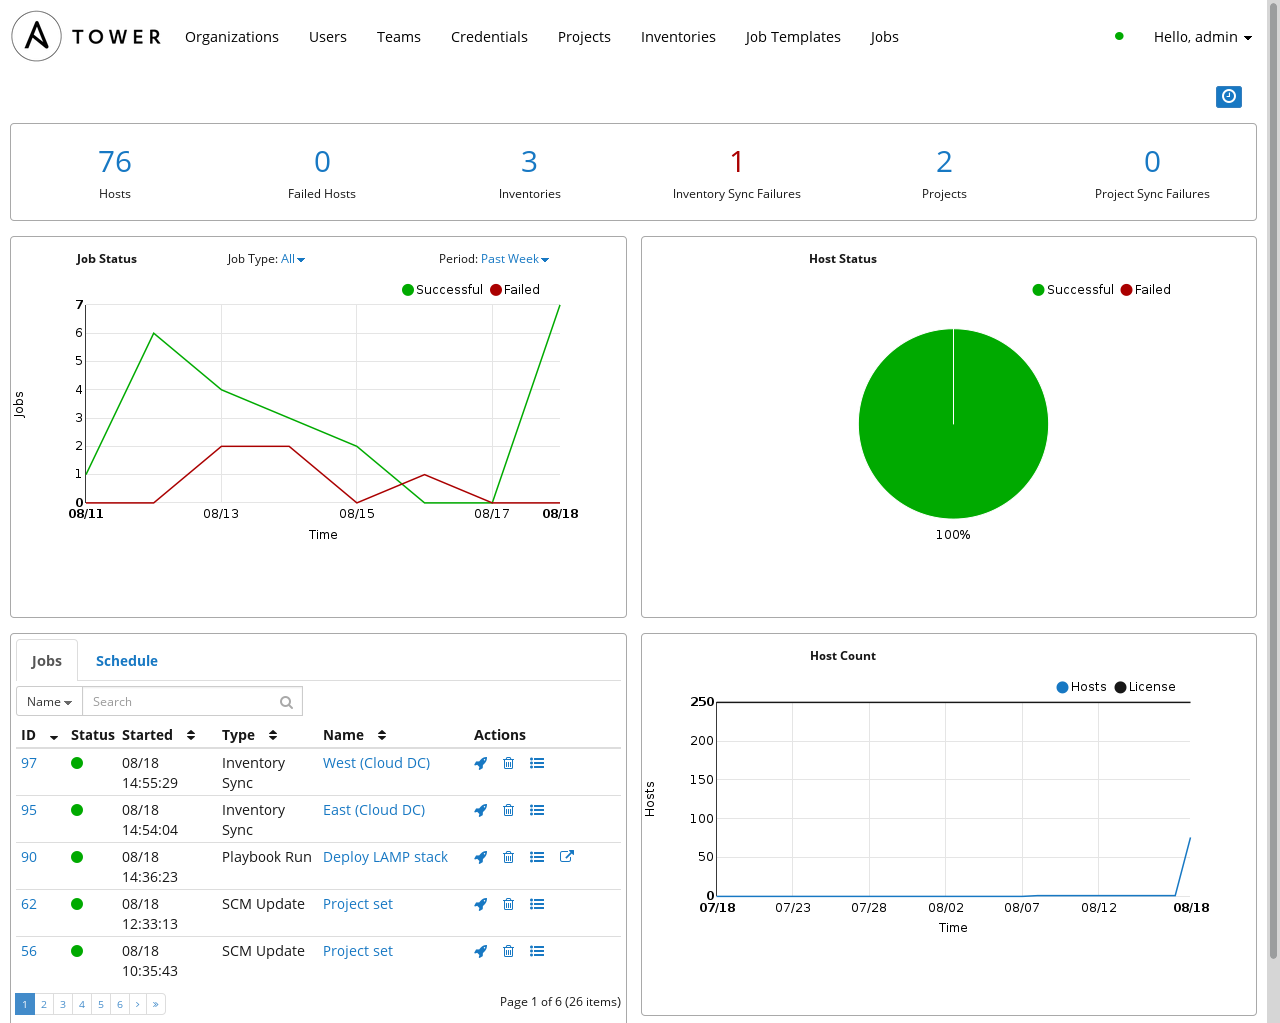 TOWER Organizations Users Teams Credentials Projects Inventories Job Templates Jobs Hello, admin
76 0 3 1 2 0
Hosts Failed Hosts Inventories Inventory Sync Failures Projects Project Sync Failures
Job Status Job Type: All Period: Past Week
Successful Failed
7
6
5
4
3
2
1
0
Jobs
08/11 08/13 08/15 08/17 08/18
Time
Host Status
Successful Failed
100%
Jobs Schedule
Name Search
ID Status Started Type Name Actions
97 08/18 14:55:29 Inventory Sync West (Cloud DC)
95 08/18 14:54:04 Inventory Sync East (Cloud DC)
90 08/18 14:36:23 Playbook Run Deploy LAMP stack
62 08/18 12:33:13 SCM Update Project set
56 08/18 10:35:43 SCM Update Project set
1 2 3 4 5 6 › » Page 1 of 6 (26 items)
Host Count
Hosts License
250
200
150
100
50
0
Hosts
07/18 07/23 07/28 08/02 08/07 08/12 08/18
Time